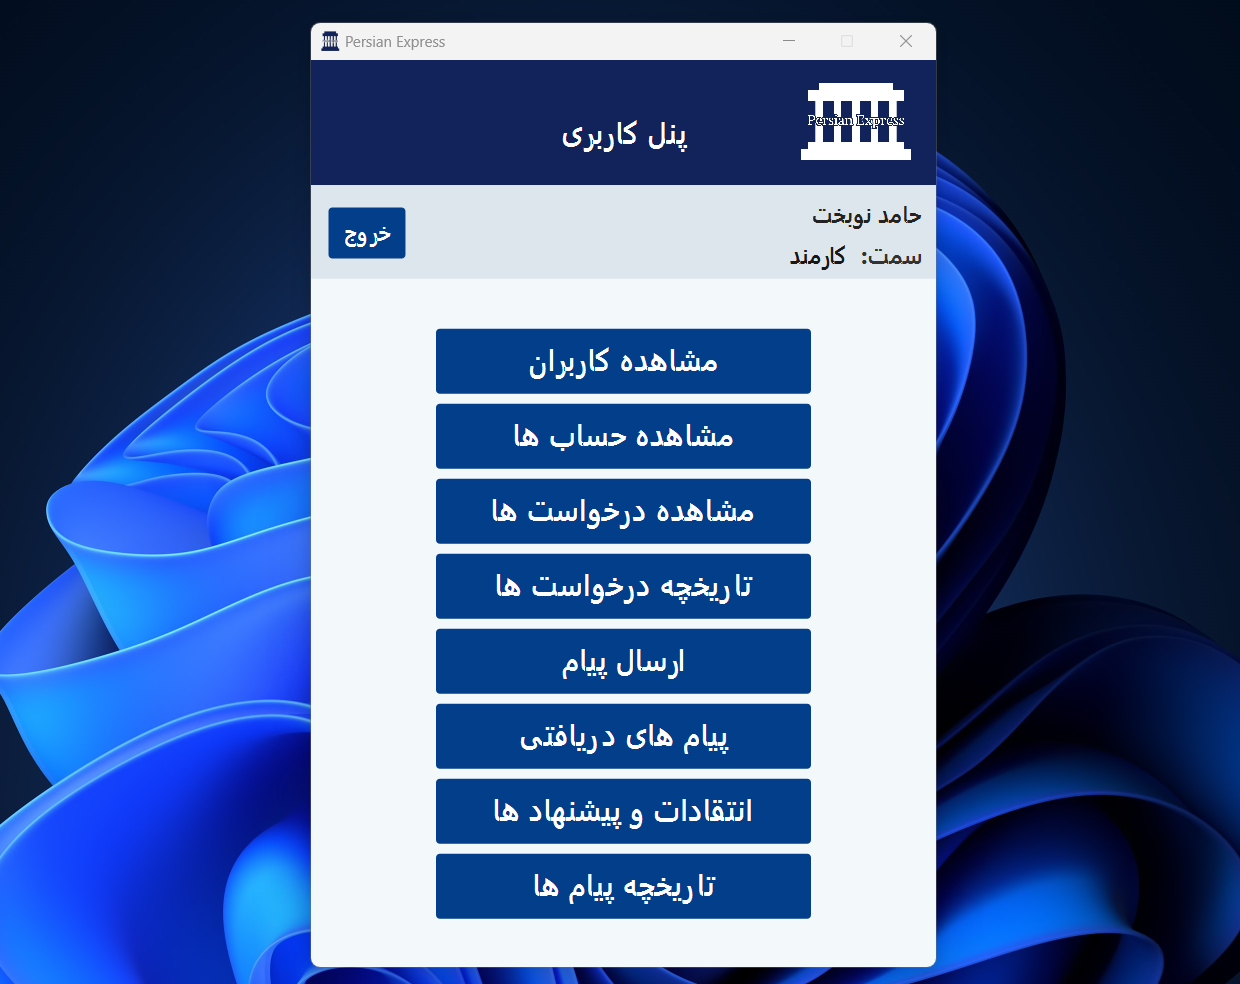 Persian Express
Persian Express
پنل کاربری
حامد نوبخت
سمت: کارمند
خروج
مشاهده کاربران
مشاهده حساب ها
مشاهده درخواست ها
تاریخچه درخواست ها
ارسال پیام
پیام های دریافتی
انتقادات و پیشنهاد ها
تاریخچه پیام ها